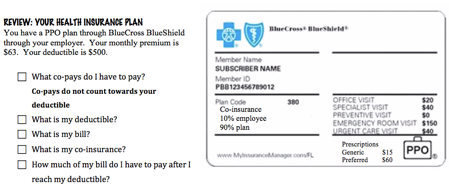 REVIEW: YOUR HEALTH INSURANCE PLAN
You have a PPO plan through BlueCross BlueShield
through your employer. Your monthly premium is
$63. Your deductible is $500.
What co-pays do I have to pay?
Co-pays do not count towards your
deductible
What is my deductible?
What is my bill?
What is my co-insurance?
How much of my bill do I have to pay after I
reach my deductible?
BlueCross® BlueShield®
Member Name
SUBSCRIBER NAME
Member ID
PBB123456789012
Plan Code 380
Co-insurance
10% employee
90% plan
OFFICE VISIT $20
SPECIALIST VISIT $40
PREVENTIVE VISIT $0
EMERGENCY ROOM VISIT $150
URGENT CARE VISIT $40
Prescriptions
Generic $15
Preferred $60
PPO®
www.MyInsuranceManager.com/FL